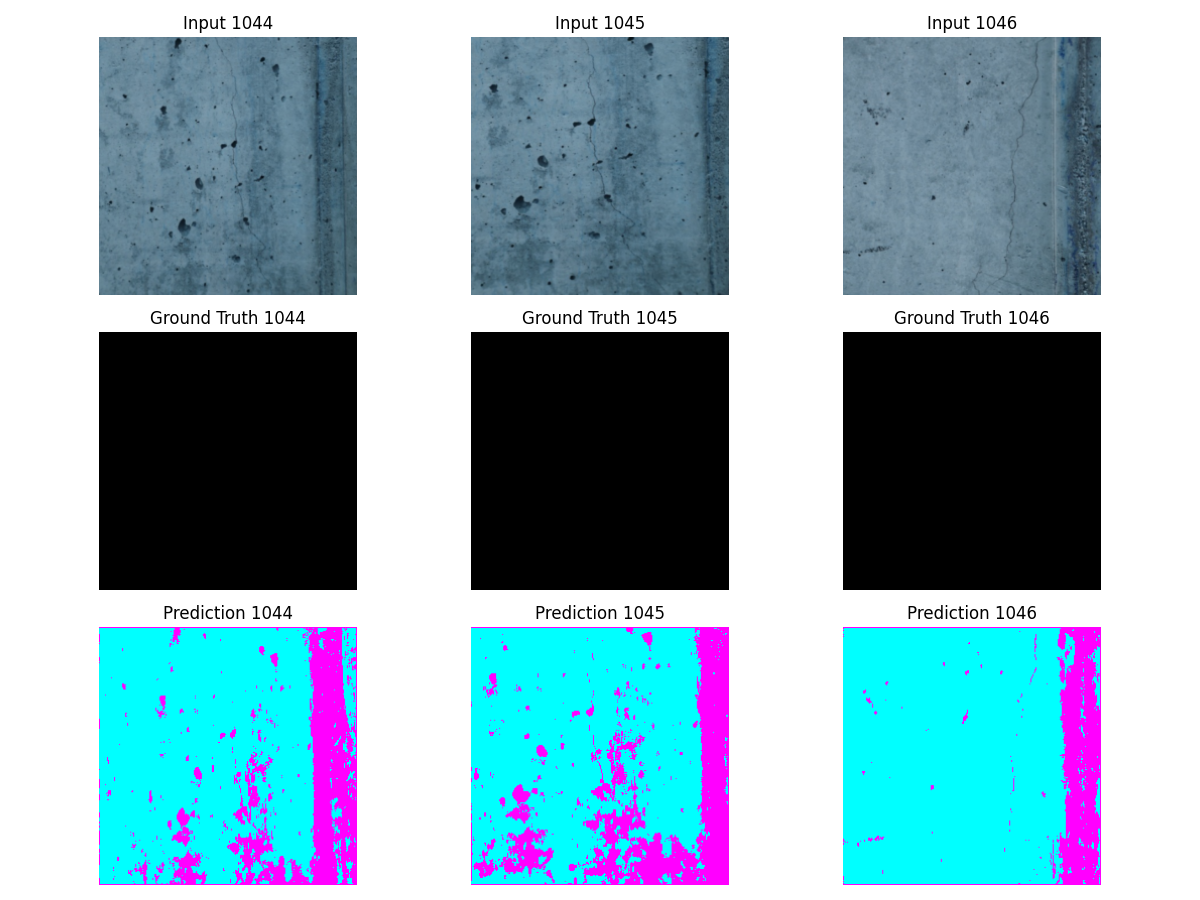 Input 1044
Input 1045
Input 1046
Ground Truth 1044
Ground Truth 1045
Ground Truth 1046
Prediction 1044
Prediction 1045
Prediction 1046